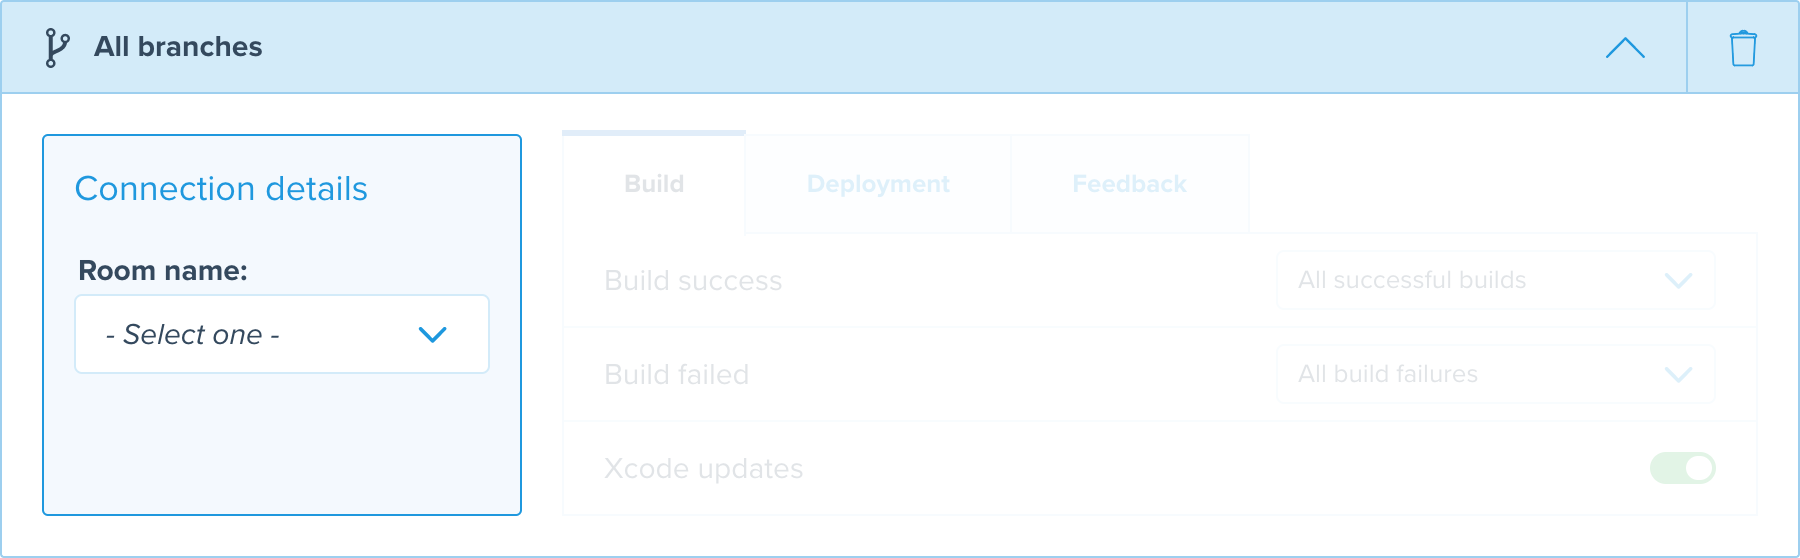 All branches
Connection details
Room name:
- Select one -
Build
Deployment
Feedback
Build success
All successful builds
Build failed
All build failures
Xcode updates